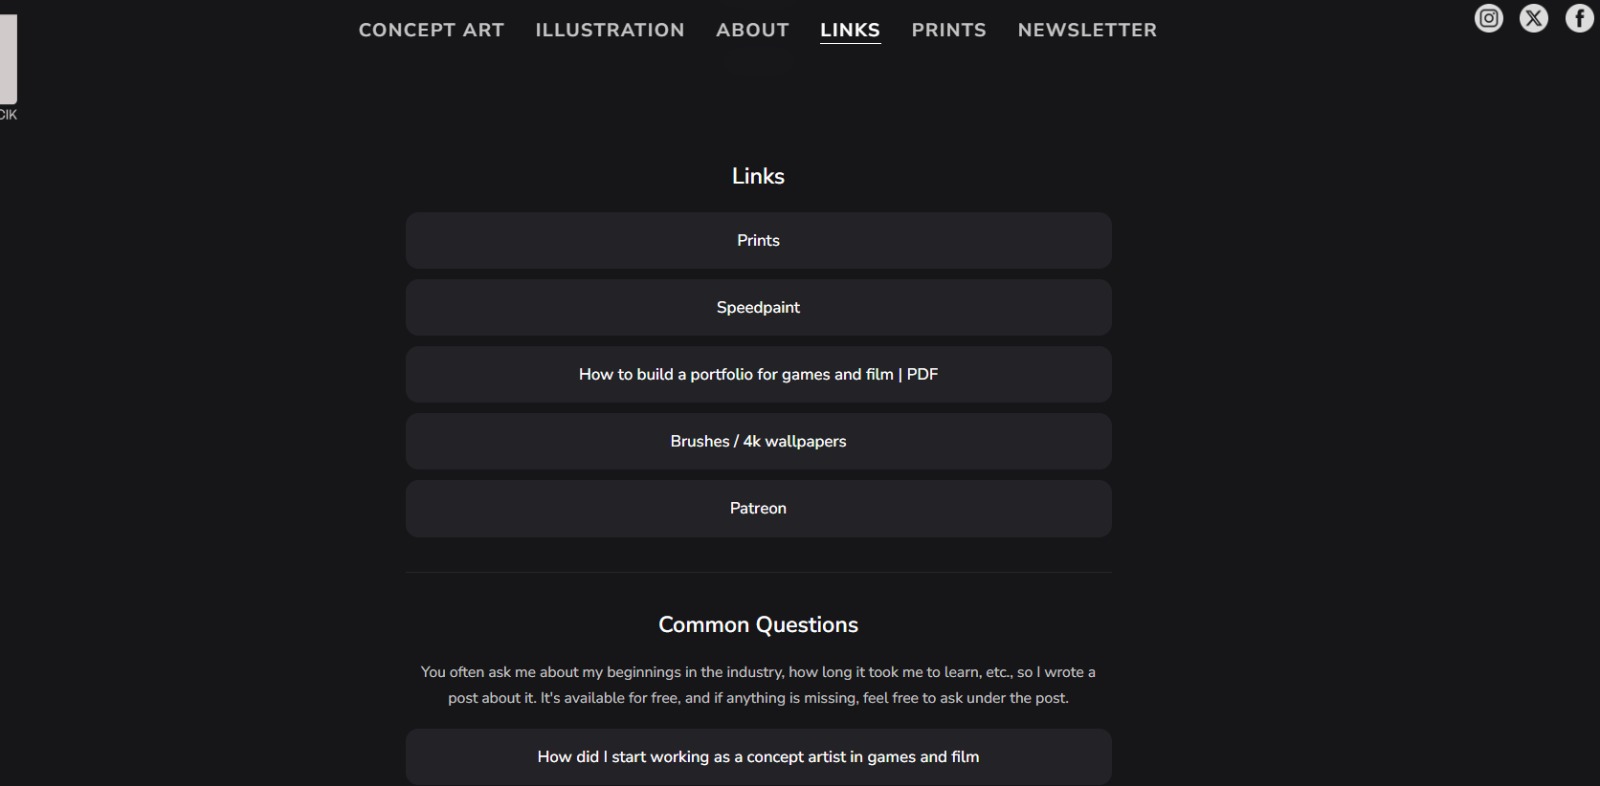 CONCEPT ART ILLUSTRATION ABOUT LINKS PRINTS NEWSLETTER
Links
Prints
Speedpaint
How to build a portfolio for games and film | PDF
Brushes / 4k wallpapers
Patreon
Common Questions
You often ask me about my beginnings in the industry, how long it took me to learn, etc., so I wrote a
post about it. It's available for free, and if anything is missing, feel free to ask under the post.
How did I start working as a concept artist in games and film